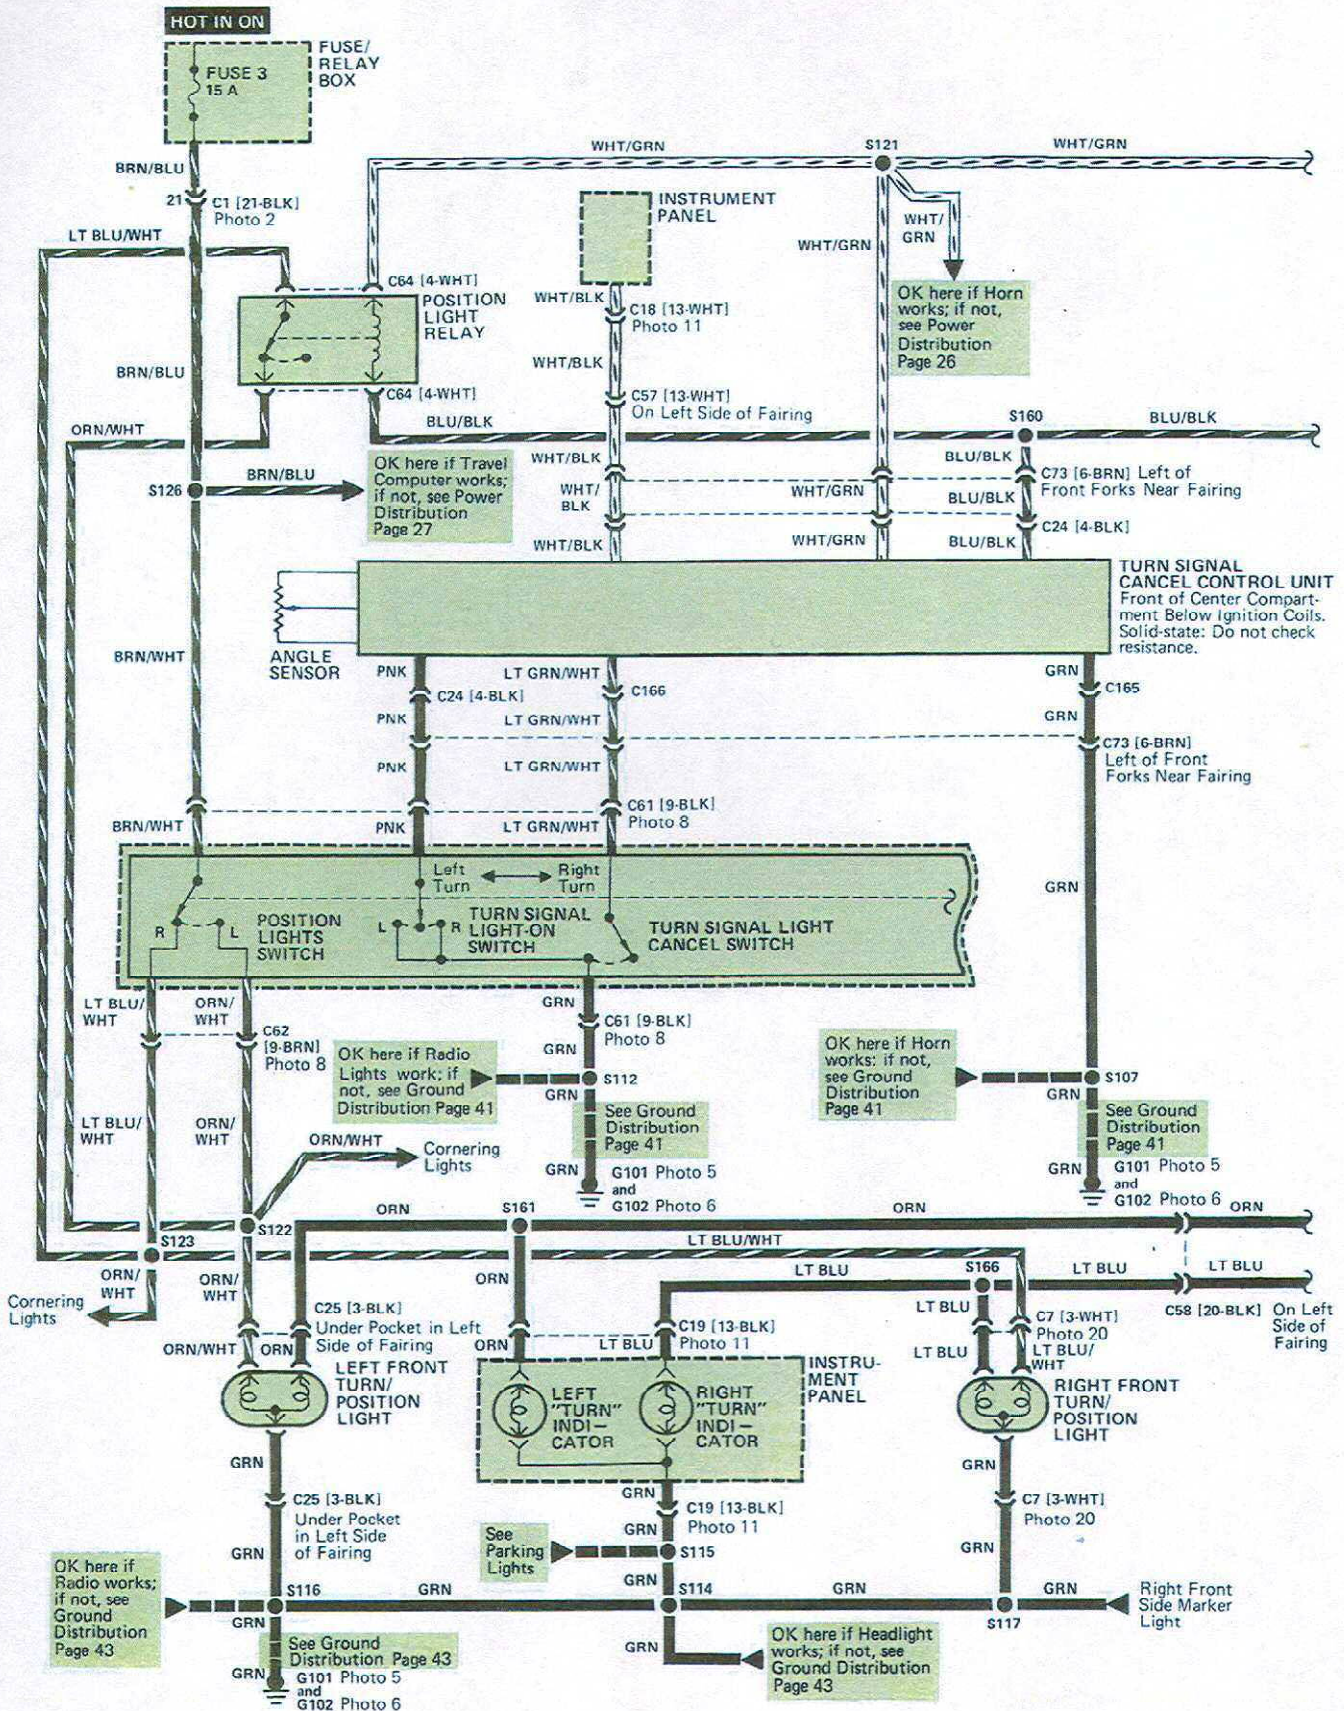 HOT IN ON
FUSE/
RELAY
BOX
FUSE 3
15 A
BRN/BLU
21
C1 [21-BLK]
Photo 2
LT BLU/WHT
WHT/GRN
S121
WHT/GRN
INSTRUMENT
PANEL
WHT/GRN
WHT/
GRN
C64 [4-WHT]
POSITION
LIGHT
RELAY
WHT/BLK
C18 [13-WHT]
Photo 11
OK here if Horn
works; if not,
see Power
Distribution
Page 26
BRN/BLU
WHT/BLK
C64 [4-WHT]
C57 [13-WHT]
On Left Side of Fairing
ORN/WHT
BLU/BLK
S160
BLU/BLK
BRN/BLU
S126
OK here if Travel
Computer works;
if not, see Power
Distribution
Page 27
WHT/BLK
BLU/BLK
C73 [6-BRN] Left of
Front Forks Near Fairing
WHT/
BLK
WHT/GRN
BLU/BLK
C24 [4-BLK]
WHT/BLK
WHT/GRN
BLU/BLK
TURN SIGNAL
CANCEL CONTROL UNIT
Front of Center Compart-
ment Below Ignition Coils.
Solid-state: Do not check
resistance.
ANGLE
SENSOR
BRN/WHT
PNK
LT GRN/WHT
GRN
C24 [4-BLK]
C166
C165
PNK
LT GRN/WHT
GRN
C73 [6-BRN]
Left of Front
Forks Near Fairing
PNK
LT GRN/WHT
C61 [9-BLK]
Photo 8
BRN/WHT
PNK
LT GRN/WHT
Left
Turn
Right
Turn
GRN
R
L
POSITION
LIGHTS
SWITCH
L
R
TURN SIGNAL
LIGHT-ON
SWITCH
TURN SIGNAL LIGHT
CANCEL SWITCH
LT BLU/
WHT
ORN/
WHT
GRN
C62
[9-BRN]
Photo 8
C61 [9-BLK]
Photo 8
OK here if Radio
Lights work; if
not, see Ground
Distribution Page 41
GRN
S112
GRN
OK here if Horn
works: if not,
see Ground
Distribution
Page 41
S107
GRN
LT BLU/
WHT
ORN/
WHT
See Ground
Distribution
Page 41
See Ground
Distribution
Page 41
ORN/WHT
Cornering
Lights
GRN
G101 Photo 5
and
G102 Photo 6
GRN
G101 Photo 5
and
G102 Photo 6
S122
ORN
S161
ORN
ORN
S123
LT BLU/WHT
ORN/
WHT
ORN/
WHT
ORN
LT BLU
S166
LT BLU
LT BLU
Cornering
Lights
C25 [3-BLK]
Under Pocket in Left
Side of Fairing
LT BLU
C58 [20-BLK]
On Left
Side of
Fairing
C19 [13-BLK]
Photo 11
C7 [3-WHT]
Photo 20
ORN/WHT
ORN
ORN
LT BLU
LT BLU
LT BLU/
WHT
LEFT FRONT
TURN/
POSITION
LIGHT
LEFT
"TURN"
INDI-
CATOR
RIGHT
"TURN"
INDI-
CATOR
INSTRU-
MENT
PANEL
RIGHT FRONT
TURN/
POSITION
LIGHT
GRN
C25 [3-BLK]
Under Pocket
in Left Side
of Fairing
GRN
GRN
C19 [13-BLK]
Photo 11
GRN
C7 [3-WHT]
Photo 20
See
Parking
Lights
GRN
S115
GRN
GRN
OK here if
Radio works;
if not, see
Ground
Distribution
Page 43
S116
GRN
S114
GRN
GRN
S117
Right Front
Side Marker
Light
GRN
See Ground
Distribution Page 43
GRN
OK here if Headlight
works; if not, see
Ground Distribution
Page 43
GRN
G101 Photo 5
and
G102 Photo 6